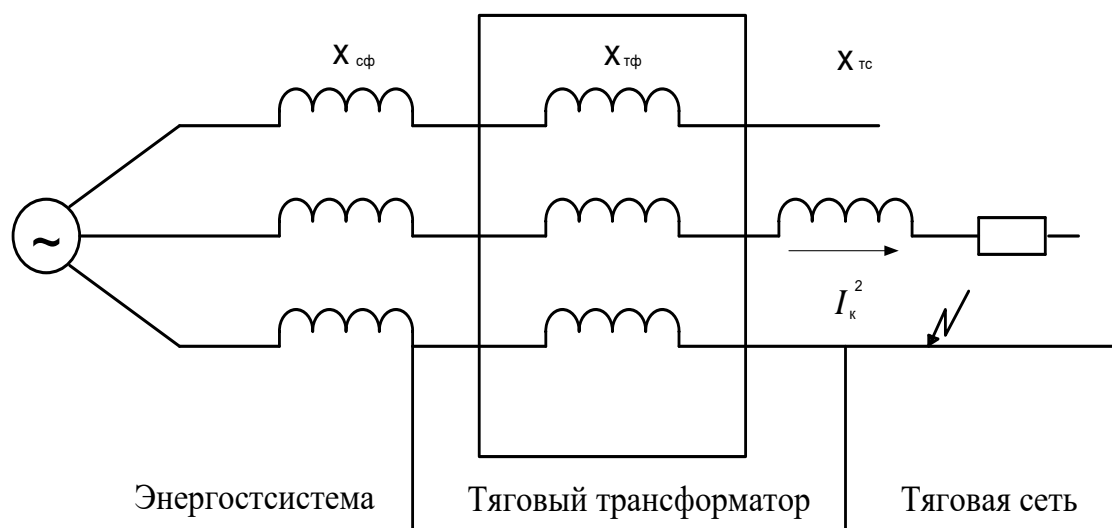 X сф
X тф
X тс
~
I к 2
Энергостсистема
Тяговый трансформатор
Тяговая сеть